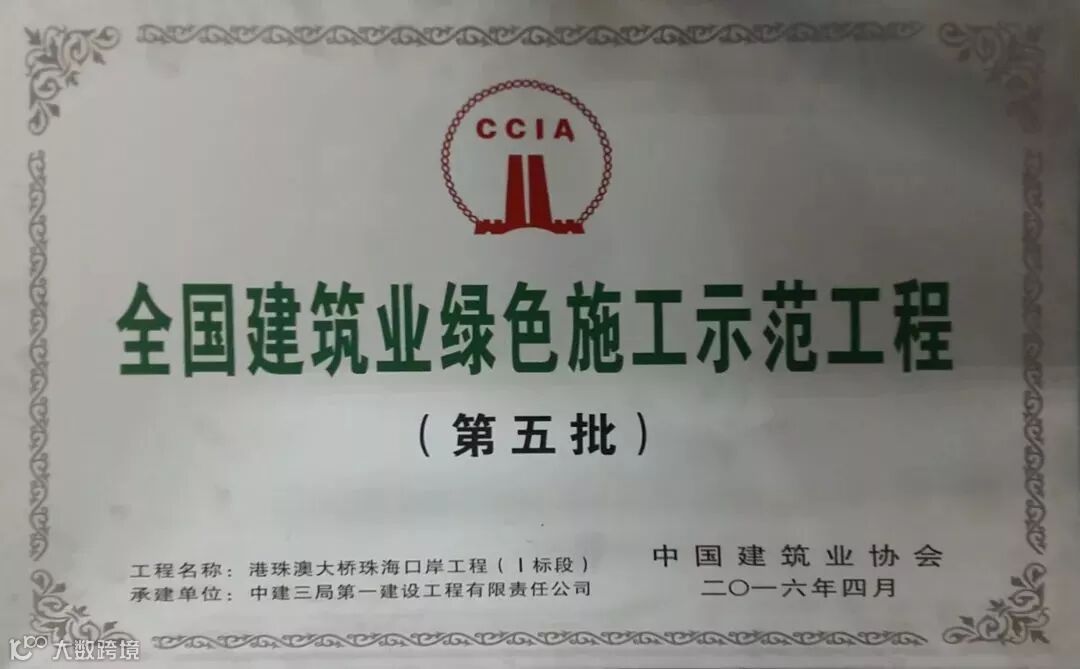 CCIA
全国建筑业绿色施工示范工程
（第五批）
工程名称：港珠澳大桥珠海口岸工程（Ⅰ标段）
承建单位：中建三局第一建设工程有限责任公司
中国建筑业协会
二〇一六年四月
大数跨境